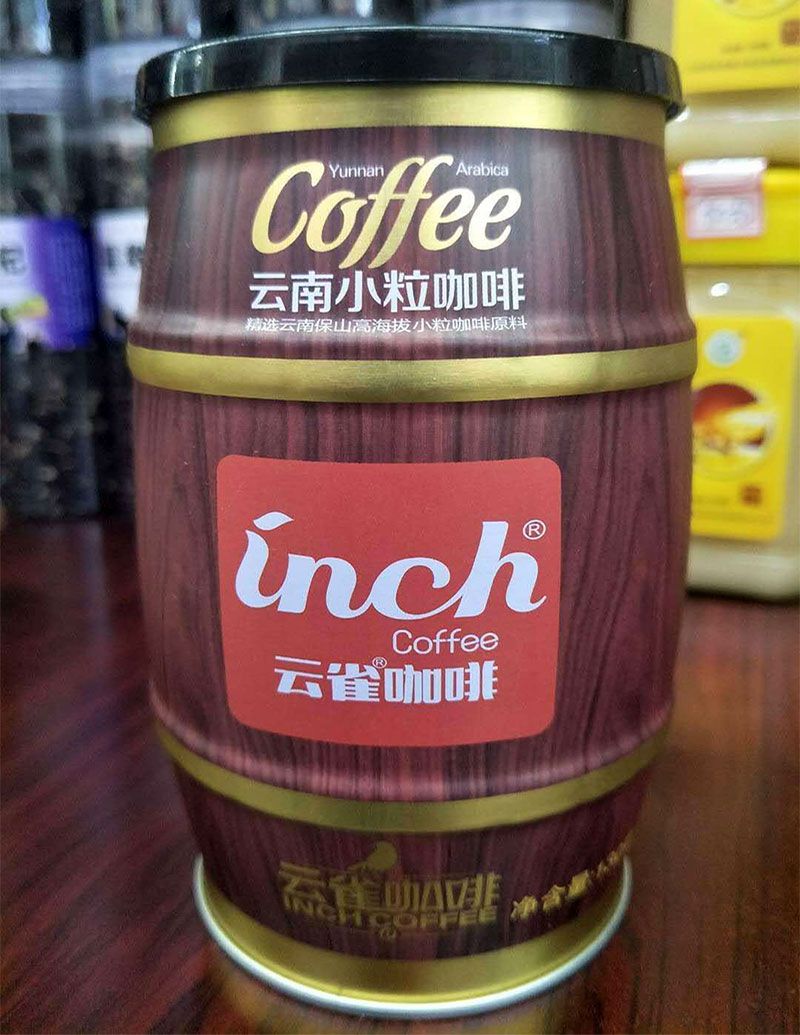 Yunnan Arabica
Coffee
云南小粒咖啡
精选云南保山高海拔小粒咖啡原料
ínch®
Coffee
云雀®咖啡
云雀咖啡
INCH COFFEE
净含量: